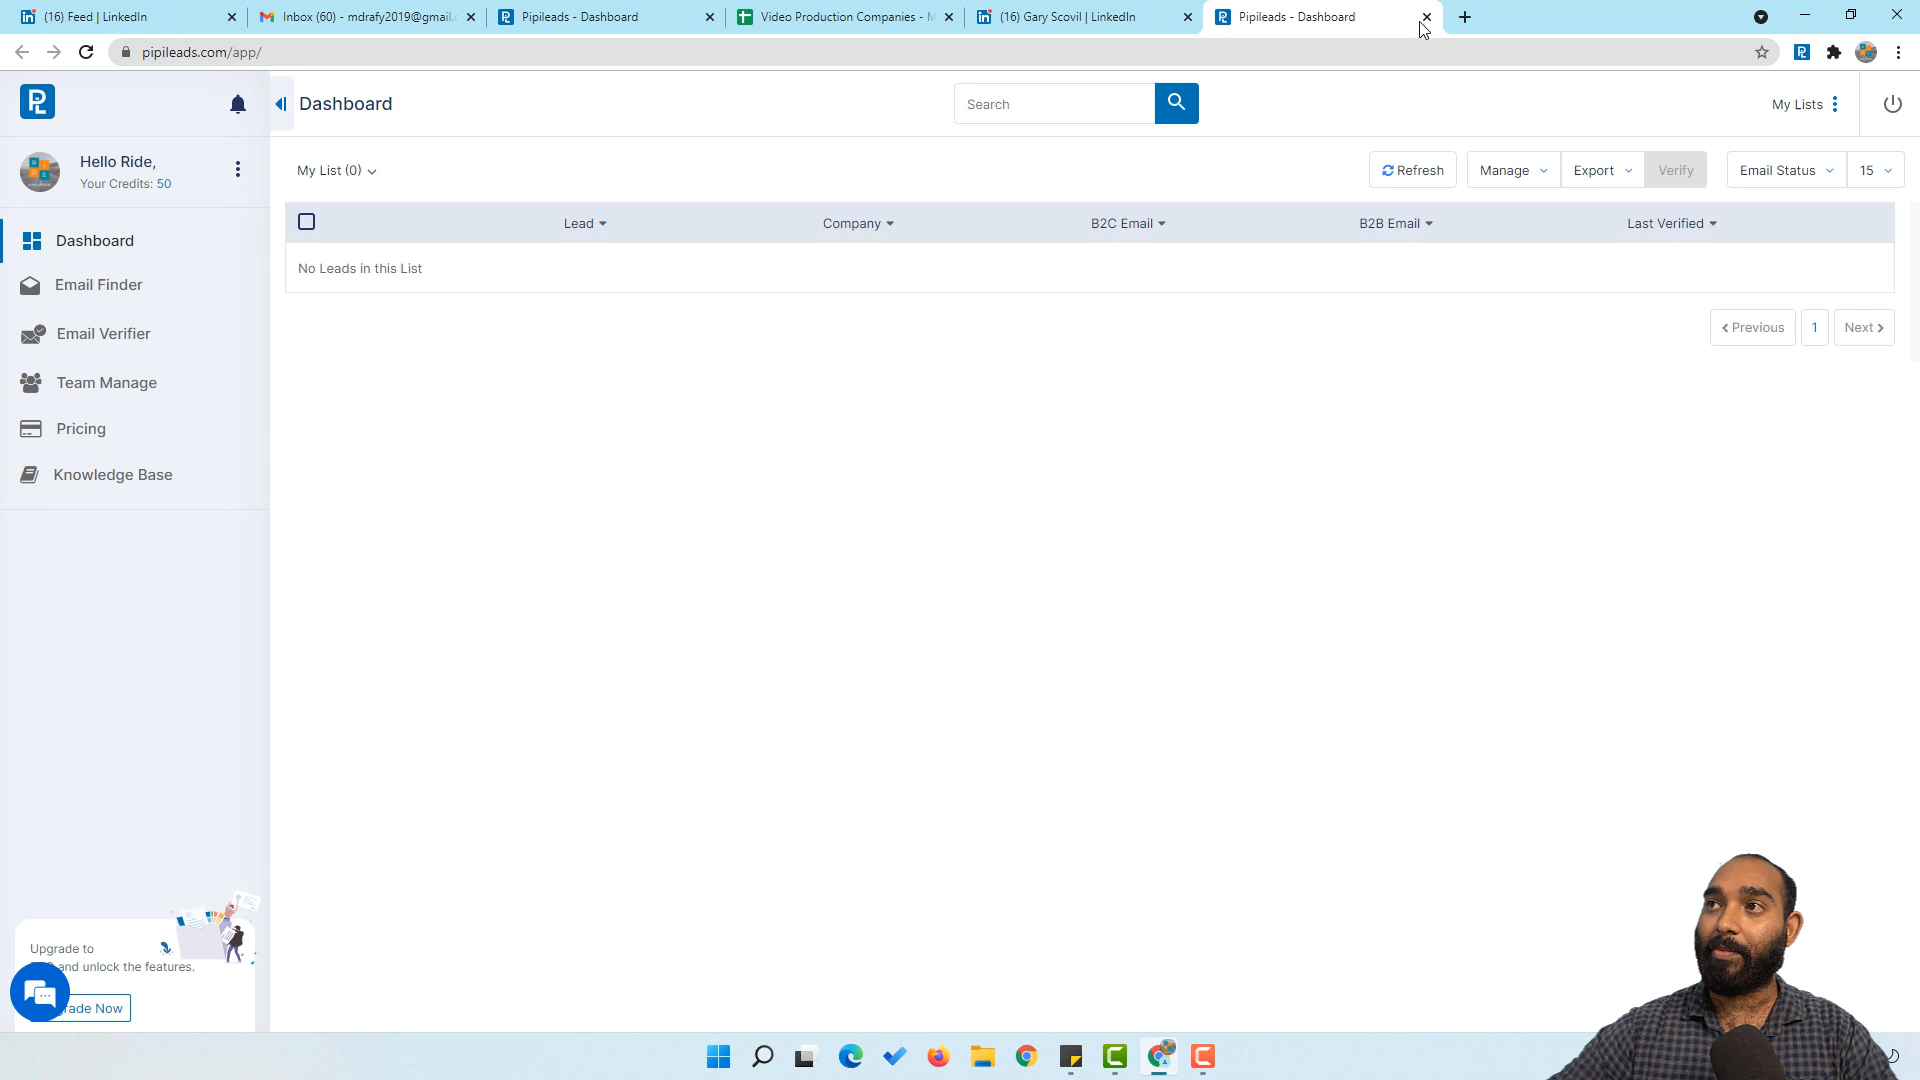 (16) Feed | LinkedIn
Inbox (60) - mdrafy2019@gmail.c
Pipileads - Dashboard
Video Production Companies - M
(16) Gary Scovil | LinkedIn
Pipileads - Dashboard
pipileads.com/app/
PL
Dashboard
Search
My Lists
Hello Ride,
Your Credits: 50
My List (0)
Refresh
Manage
Export
Verify
Email Status
15
Lead
Company
B2C Email
B2B Email
Last Verified
No Leads in this List
Previous
1
Next
Dashboard
Email Finder
Email Verifier
Team Manage
Pricing
Knowledge Base
Upgrade to
and unlock the features.
rade Now